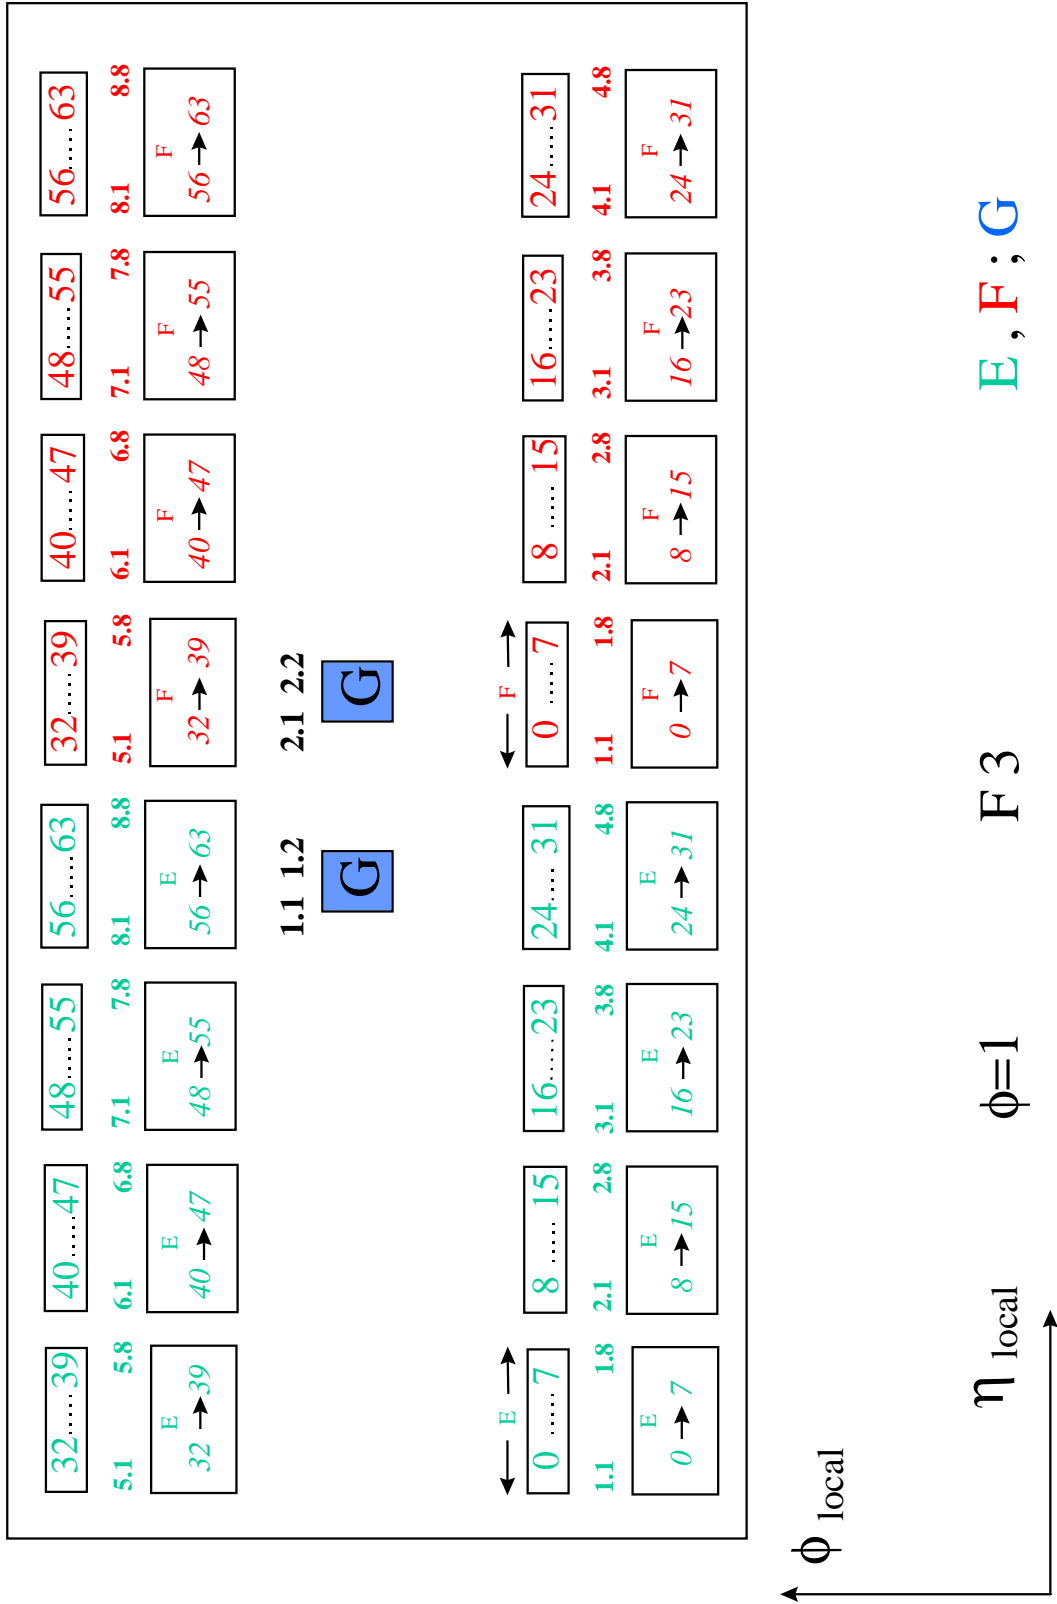 32......39 40......47 48......55 56......63 32......39 40......47 48......55 56......63
5.1 5.8 6.1 6.8 7.1 7.8 8.1 8.8 5.1 5.8 6.1 6.8 7.1 7.8 8.1 8.8
E E E E F F F F
32→39 40→47 48→55 56→63 32→39 40→47 48→55 56→63
1.1 1.2 2.1 2.2
G G
← E → ← F →
0......7 8......15 16......23 24......31 0......7 8......15 16......23 24......31
1.1 1.8 2.1 2.8 3.1 3.8 4.1 4.8 1.1 1.8 2.1 2.8 3.1 3.8 4.1 4.8
E E E E F F F F
0→7 8→15 16→23 24→31 0→7 8→15 16→23 24→31
ϕ local
η local ϕ=1 F 3 E , F ; G